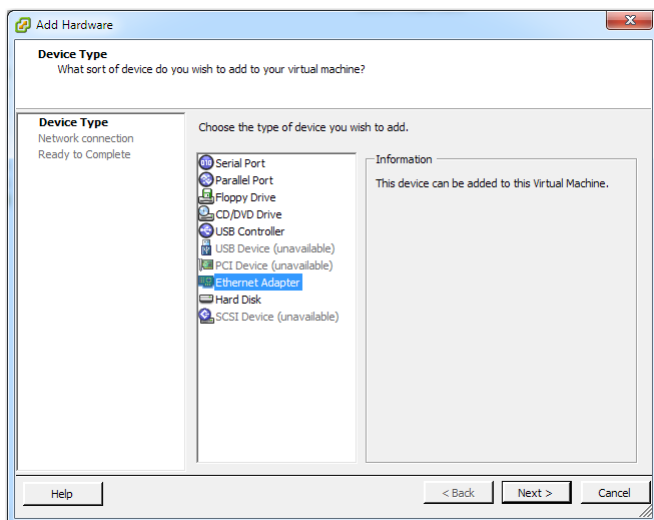 Add Hardware
Device Type
What sort of device do you wish to add to your virtual machine?
Device Type
Network connection
Ready to Complete
Choose the type of device you wish to add.
Serial Port
Parallel Port
Floppy Drive
CD/DVD Drive
USB Controller
USB Device (unavailable)
PCI Device (unavailable)
Ethernet Adapter
Hard Disk
SCSI Device (unavailable)
Information
This device can be added to this Virtual Machine.
Help
< Back
Next >
Cancel